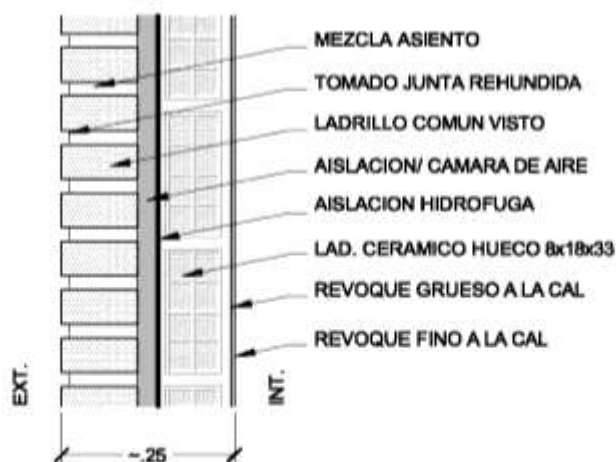 MEZCLA ASIENTO
TOMADO JUNTA REHUNDIDA
LADRILLO COMUN VISTO
AISLACION/ CAMARA DE AIRE
AISLACION HIDROFUGA
LAD. CERAMICO HUECO 8x18x33
REVOQUE GRUESO A LA CAL
REVOQUE FINO A LA CAL
EXT.
INT.
~.25